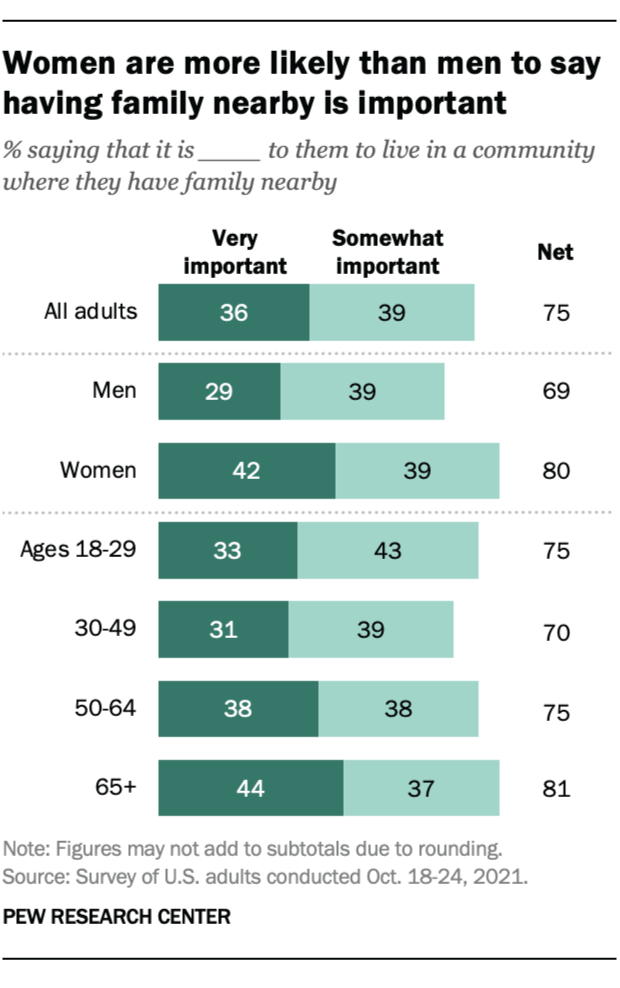 Women are more likely than men to say
having family nearby is important
% saying that it is ____ to them to live in a community
where they have family nearby
Very important Somewhat important Net
All adults 36 39 75
Men 29 39 69
Women 42 39 80
Ages 18-29 33 43 75
30-49 31 39 70
50-64 38 38 75
65+ 44 37 81
Note: Figures may not add to subtotals due to rounding.
Source: Survey of U.S. adults conducted Oct. 18-24, 2021.
PEW RESEARCH CENTER